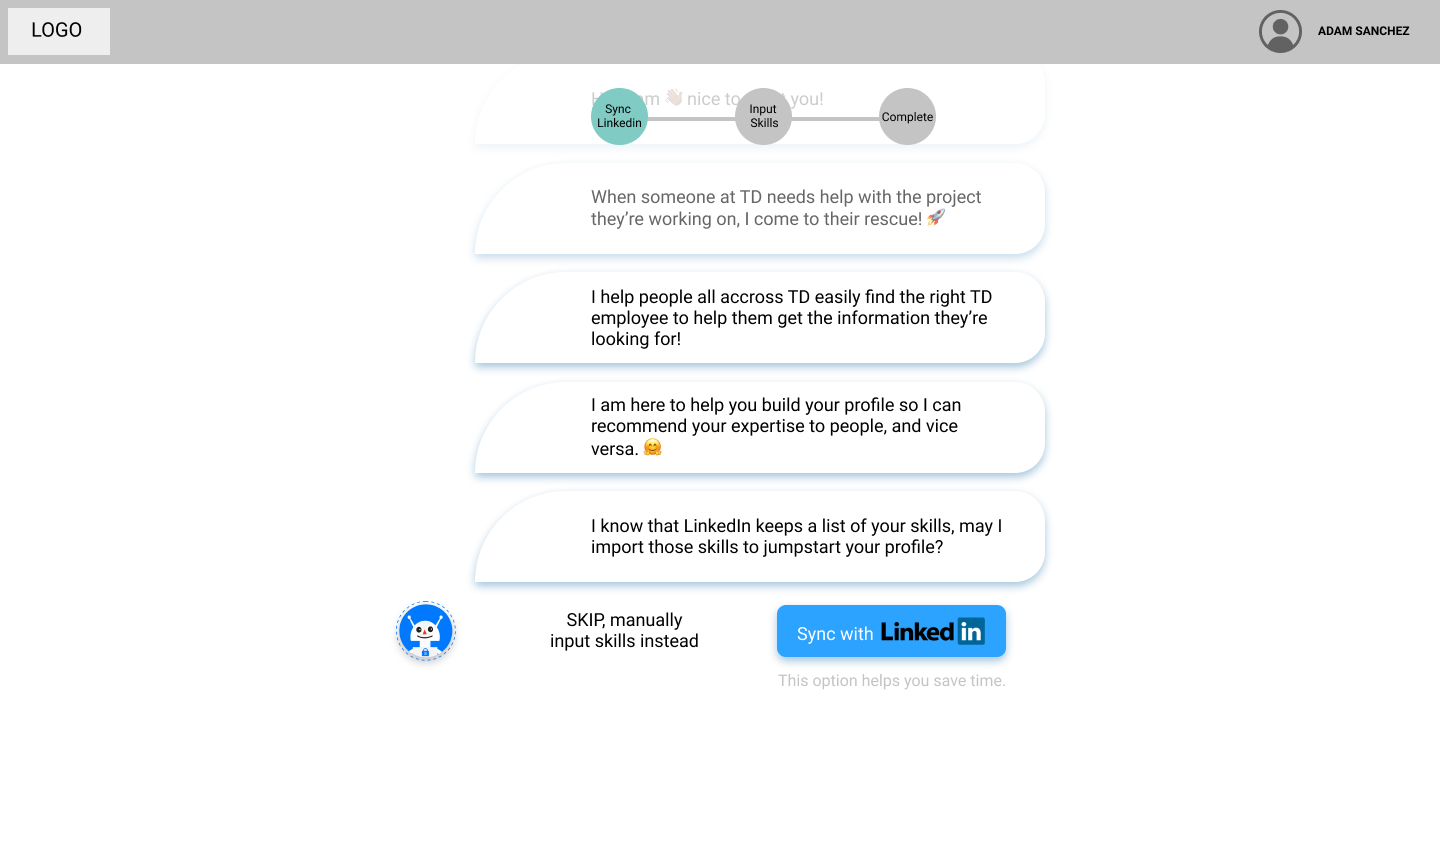 LOGO
ADAM SANCHEZ
nice to you!
Sync
Linkedin
Input
Skills
Complete
When someone at TD needs help with the project
they’re working on, I come to their rescue! 🚀
I help people all accross TD easily find the right TD
employee to help them get the information they’re
looking for!
I am here to help you build your profile so I can
recommend your expertise to people, and vice
versa. 🤗
I know that LinkedIn keeps a list of your skills, may I
import those skills to jumpstart your profile?
SKIP, manually
input skills instead
Sync with Linked in
This option helps you save time.